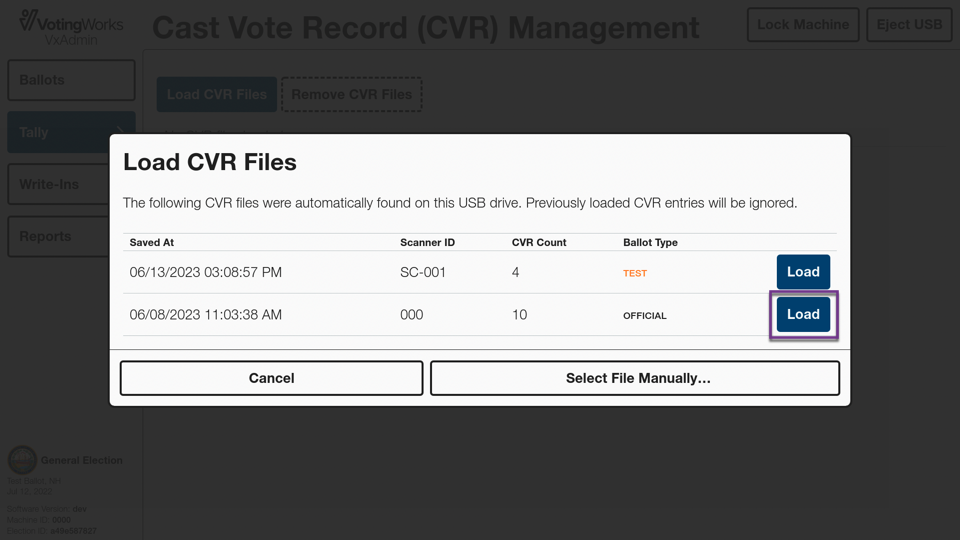 VotingWorks
VxAdmin
Cast Vote Record (CVR) Management
Lock Machine
Eject USB
Ballots
Tally
Write-Ins
Reports
Load CVR Files
Remove CVR Files
Load CVR Files
The following CVR files were automatically found on this USB drive. Previously loaded CVR entries will be ignored.
Saved At Scanner ID CVR Count Ballot Type
06/13/2023 03:08:57 PM SC-001 4 TEST Load
06/08/2023 11:03:38 AM 000 10 OFFICIAL Load
Cancel
Select File Manually…
General Election
Jul 12, 2022
Software Version: dev
Machine ID: 0000
Election ID: